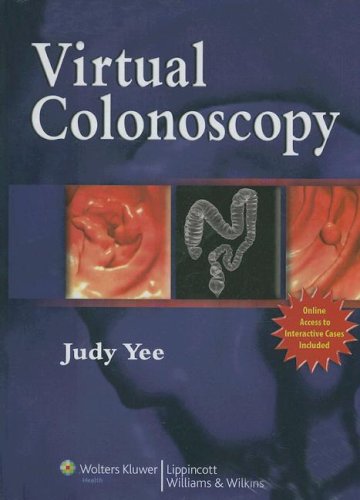 Virtual
Colonoscopy
Online
Access to
Interactive Cases
Included
Judy Yee
Wolters Kluwer
Health
Lippincott
Williams & Wilkins